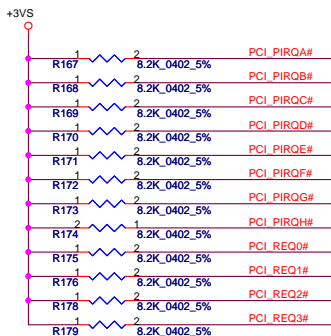 +3VS
1 2 PCI_PIRQA#
R167 8.2K_0402_5%
1 2 PCI_PIRQB#
R168 8.2K_0402_5%
1 2 PCI_PIRQC#
R169 8.2K_0402_5%
1 2 PCI_PIRQD#
R170 8.2K_0402_5%
1 2 PCI_PIRQE#
R171 8.2K_0402_5%
1 2 PCI_PIRQF#
R172 8.2K_0402_5%
1 2 PCI_PIRQG#
R173 8.2K_0402_5%
2 1 PCI_PIRQH#
R174 8.2K_0402_5%
1 2 PCI_REQ0#
R175 8.2K_0402_5%
1 2 PCI_REQ1#
R176 8.2K_0402_5%
1 2 PCI_REQ2#
R178 8.2K_0402_5%
1 2 PCI_REQ3#
R179 8.2K_0402_5%